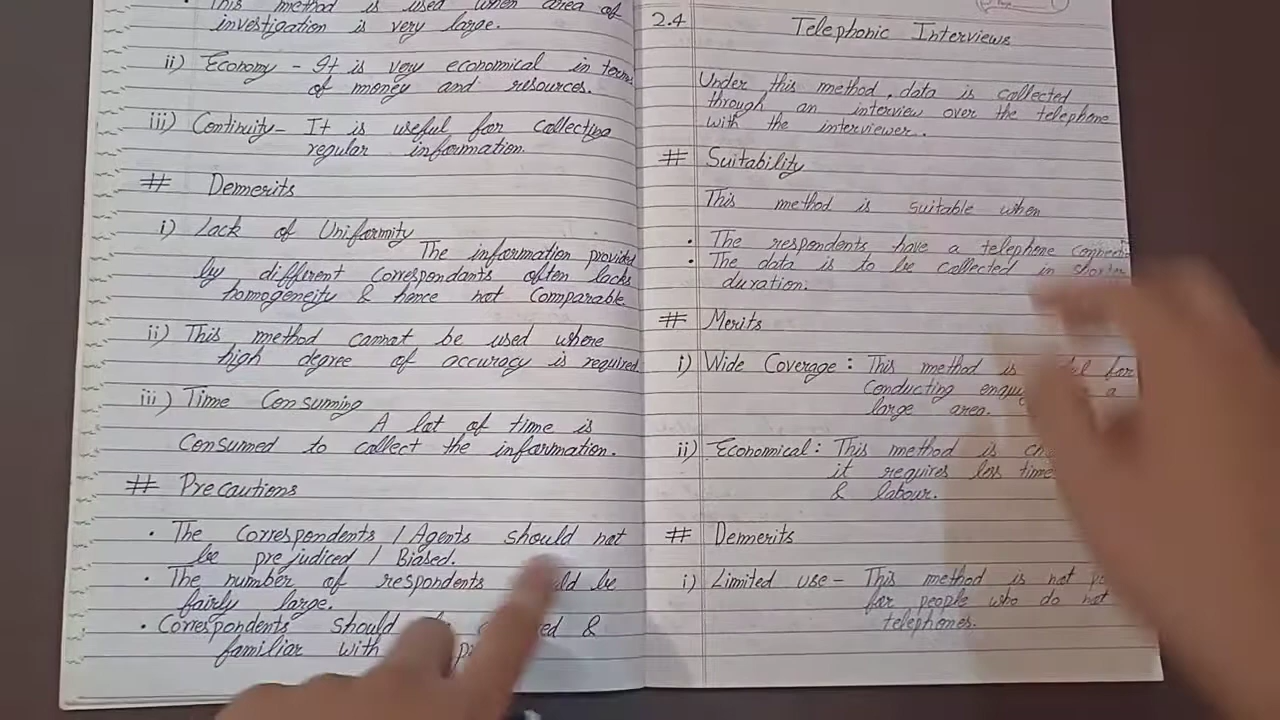 This method is used when area of
investigation is very large.
ii) Economy - It is very economical in terms
of money and resources.
iii) Continuity - It is useful for collecting
regular information.
# Demerits
i) Lack of Uniformity
The information provided
by different correspondants often lacks
homogeneity & hence not comparable
ii) This method cannot be used where
high degree of accuracy is required
iii) Time Consuming
A lot of time is
Consumed to collect the information.
# Precautions
• The Correspondents / Agents should not
be prejudiced / Biased.
• The number of respondents be
fairly large.
• Correspondents should &
familiar with
2.4 Telephonic Interviews
Under this method, data is collected
through an interview over the telephone
with the interviewer.
# Suitability
This method is suitable when
• The respondents have a telephone
• The data is to be collected in shorter
duration.
# Merits
i) Wide Coverage : This method is for
Conducting a
large area.
ii) Economical : This method is
it requires less time
& labour.
# Demerits
i) Limited use - This method is not
for people who do not
telephones.